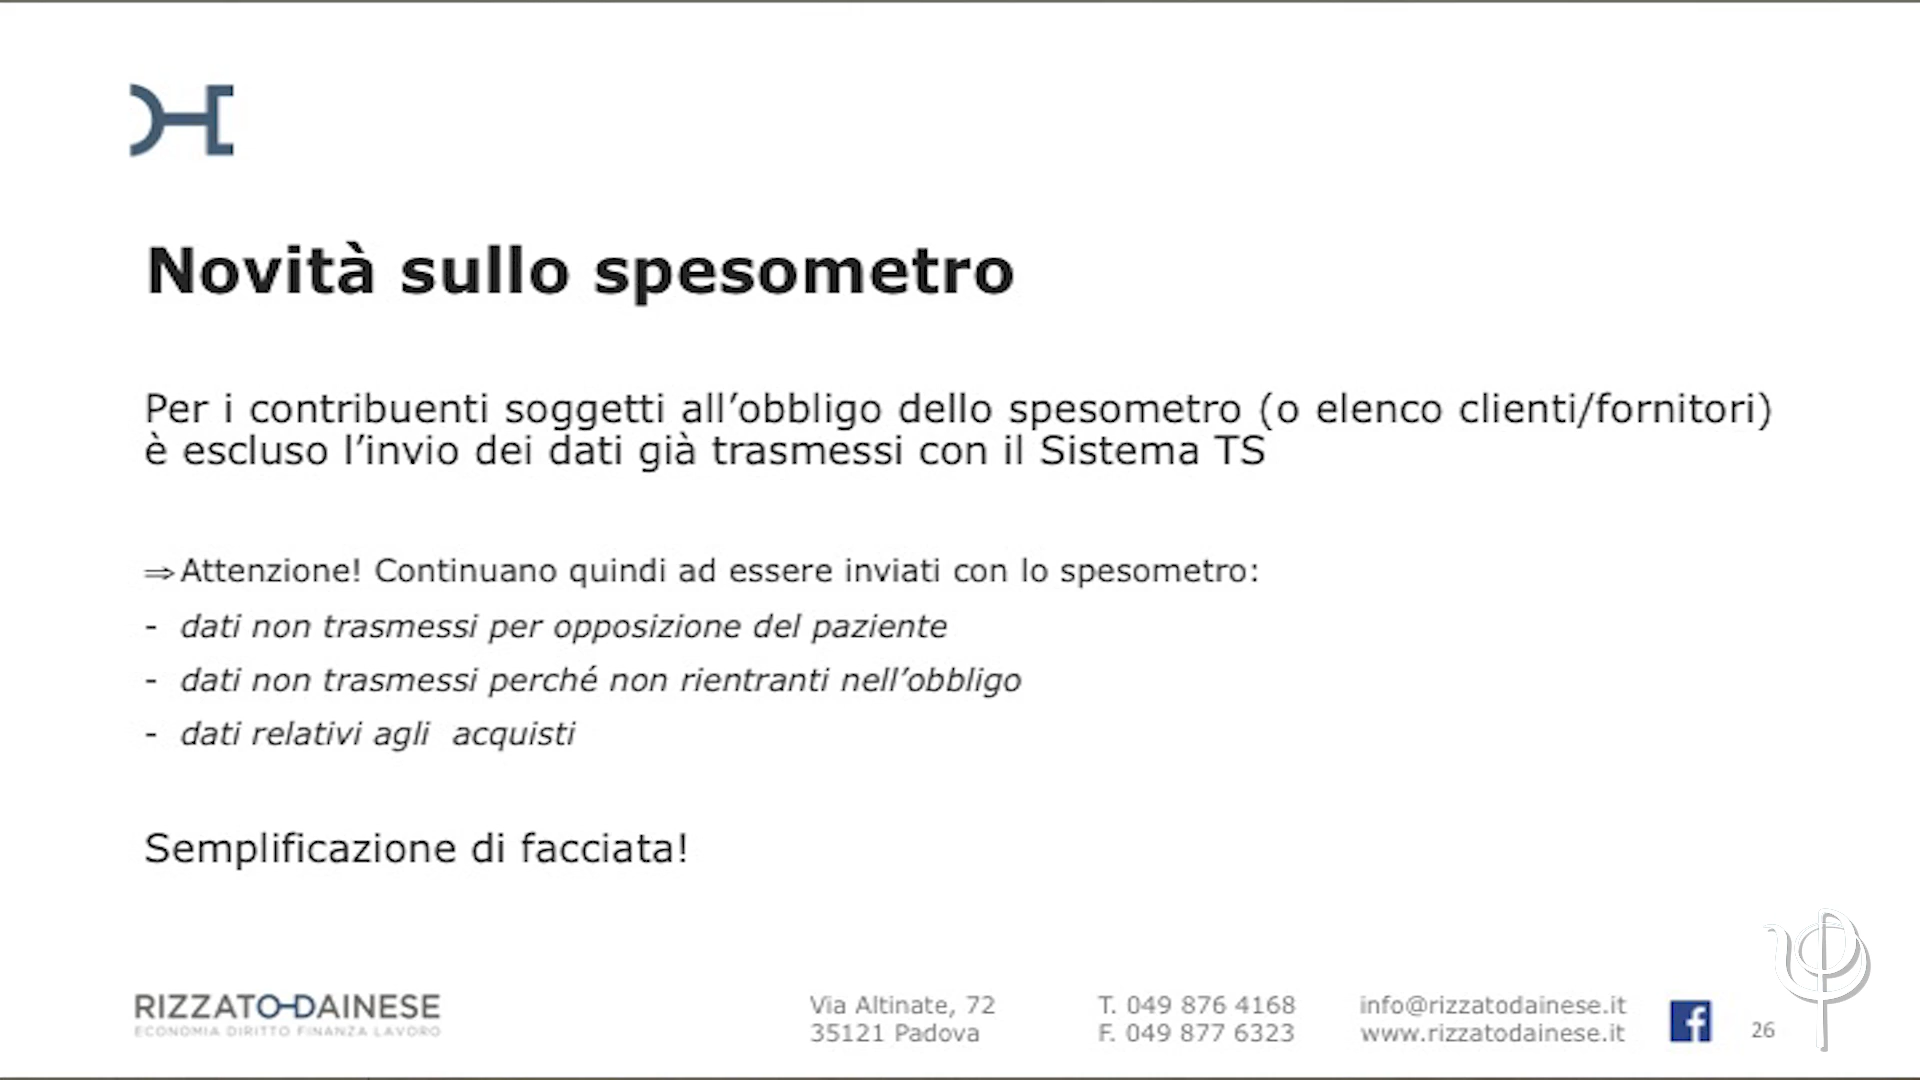 Novità sullo spesometro
Per i contribuenti soggetti all’obbligo dello spesometro (o elenco clienti/fornitori)
è escluso l’invio dei dati già trasmessi con il Sistema TS
⇒Attenzione! Continuano quindi ad essere inviati con lo spesometro:
- dati non trasmessi per opposizione del paziente
- dati non trasmessi perché non rientranti nell’obbligo
- dati relativi agli  acquisti
Semplificazione di facciata!
RIZZATO-DAINESE
ECONOMIA DIRITTO FINANZA LAVORO
Via Altinate, 72
35121 Padova
T. 049 876 4168
F. 049 877 6323
info@rizzatodainese.it
www.rizzatodainese.it
f
26